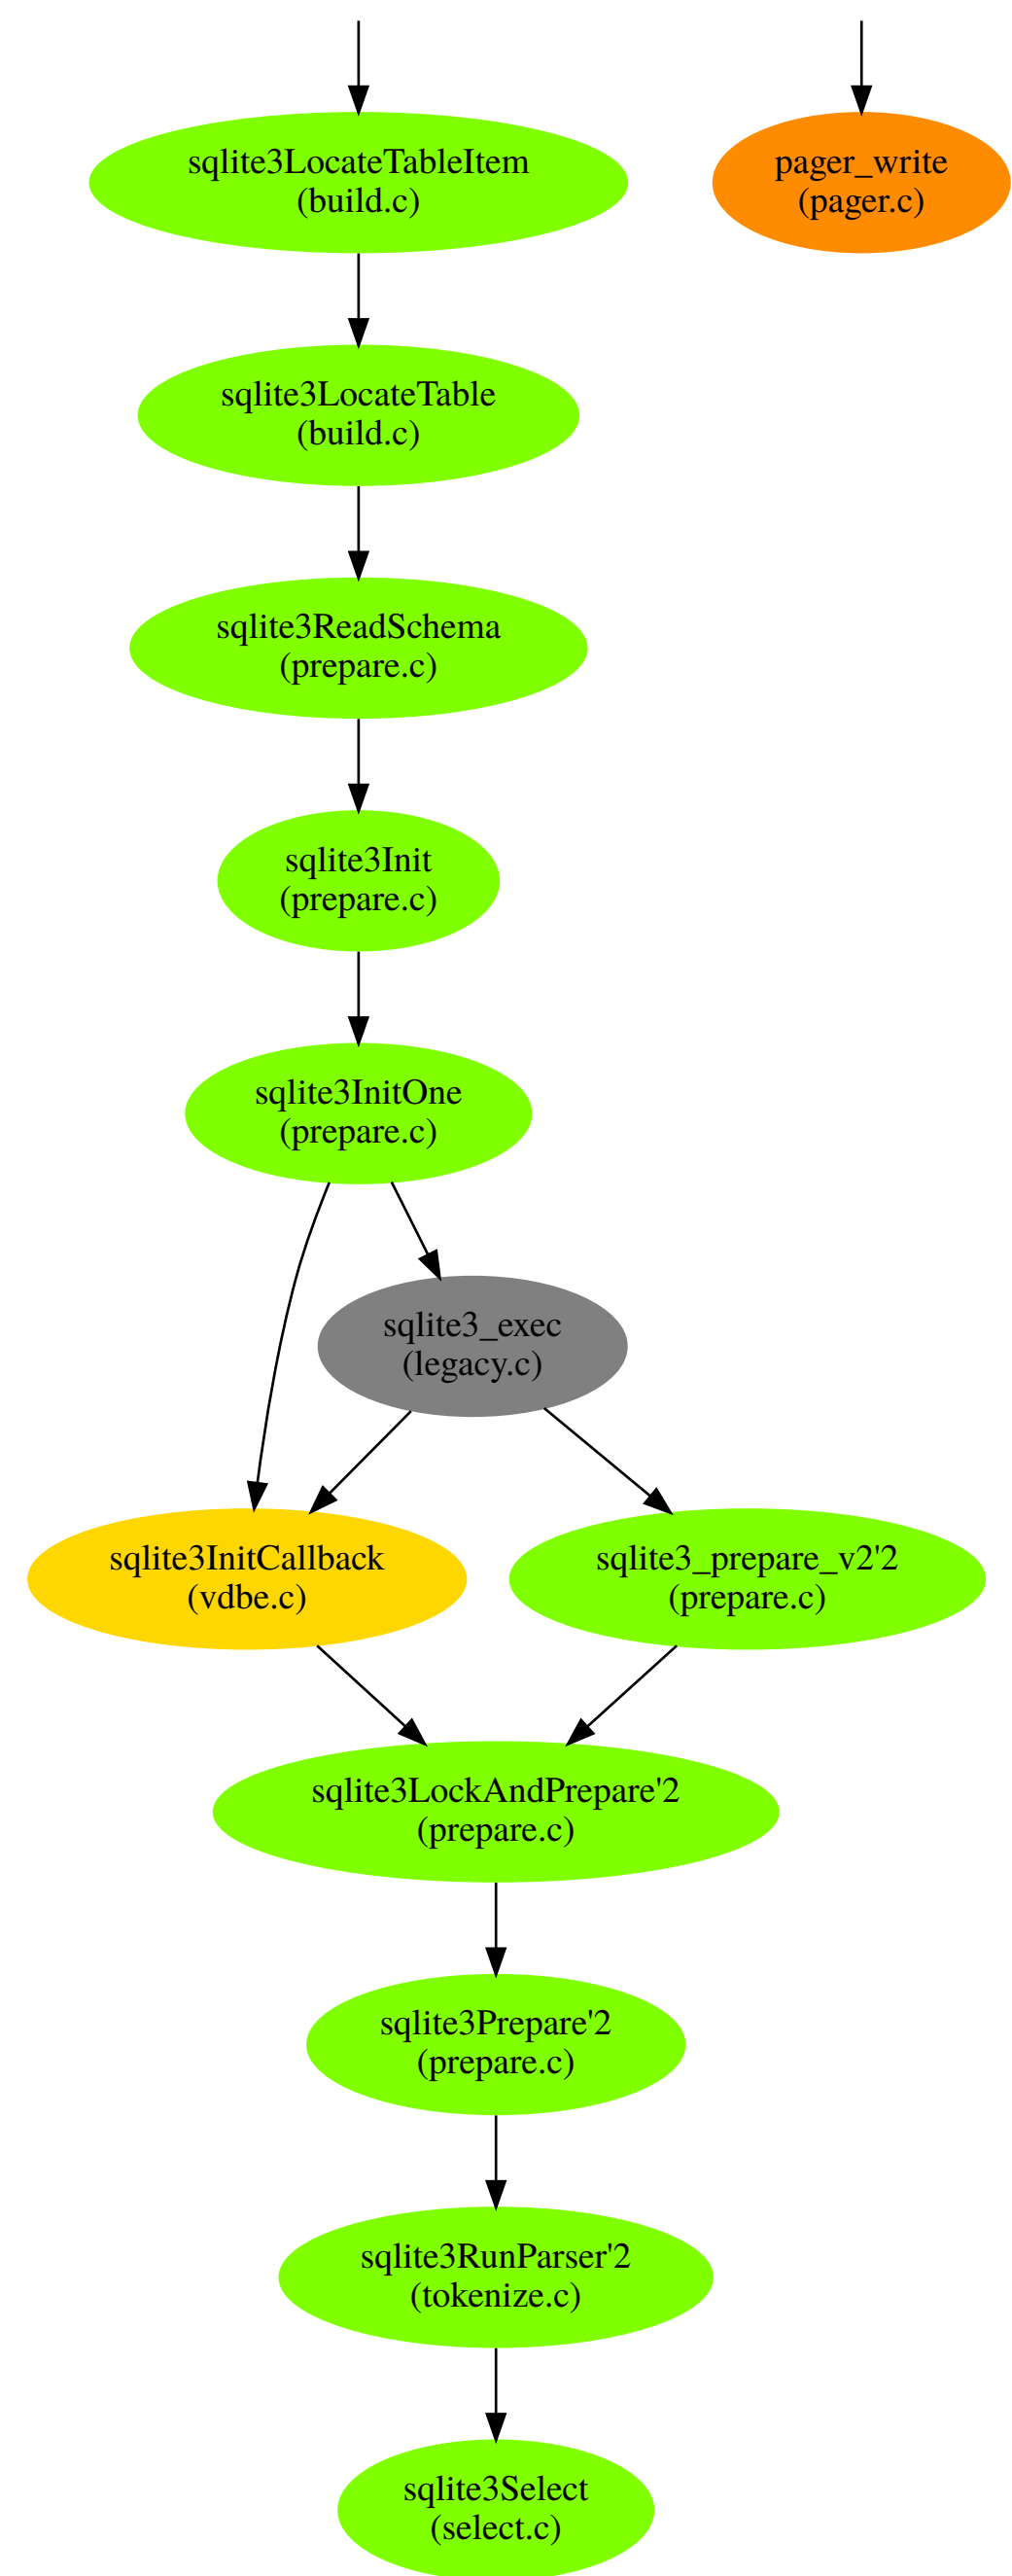 sqlite3LocateTableItem
(build.c)
pager_write
(pager.c)
sqlite3LocateTable
(build.c)
sqlite3ReadSchema
(prepare.c)
sqlite3Init
(prepare.c)
sqlite3InitOne
(prepare.c)
sqlite3_exec
(legacy.c)
sqlite3InitCallback
(vdbe.c)
sqlite3_prepare_v2'2
(prepare.c)
sqlite3LockAndPrepare'2
(prepare.c)
sqlite3Prepare'2
(prepare.c)
sqlite3RunParser'2
(tokenize.c)
sqlite3Select
(select.c)